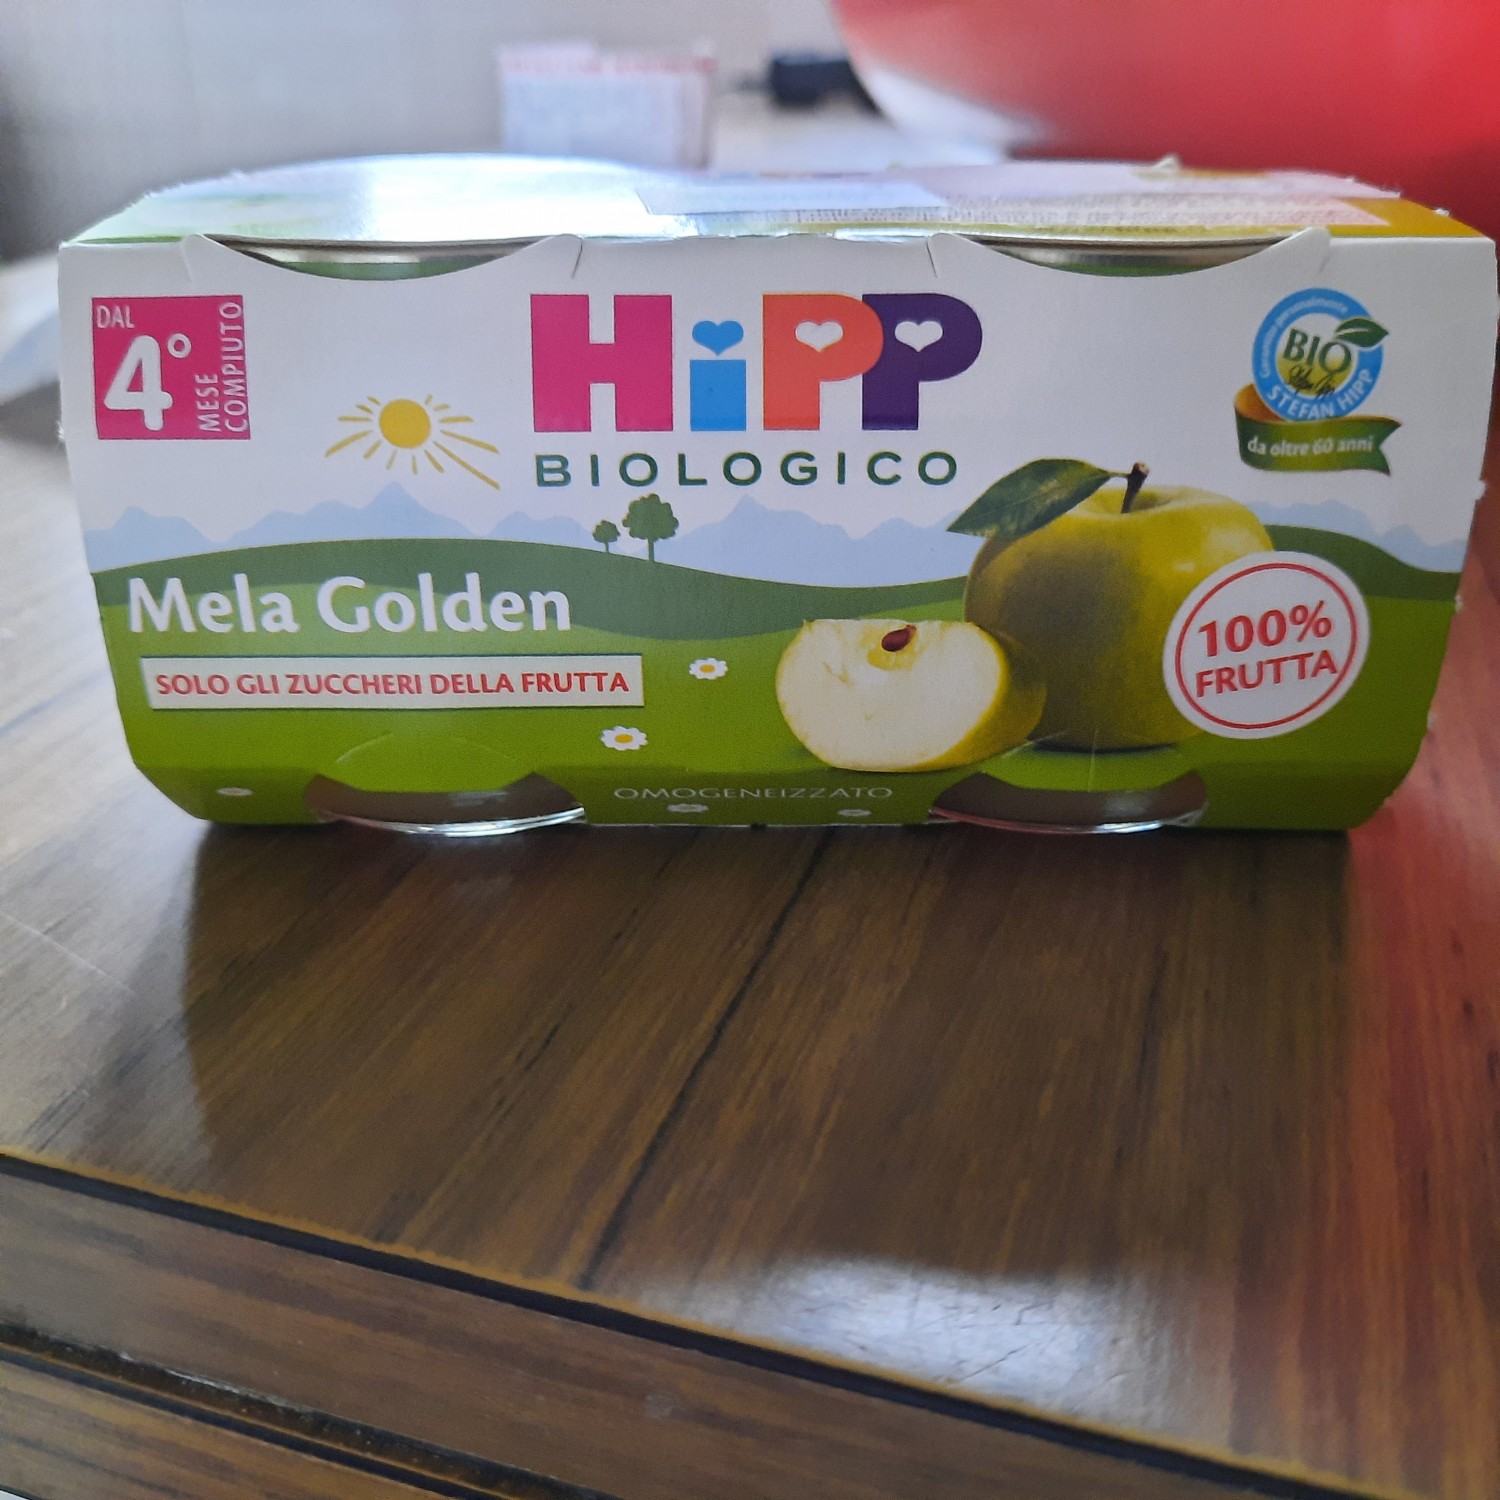 DAL
4°
MESE
COMPIUTO
HiPP
BIOLOGICO
BIO
STEFAN HIPP
da oltre 60 anni
Mela Golden
SOLO GLI ZUCCHERI DELLA FRUTTA
100%
FRUTTA
OMOGENEIZZATO